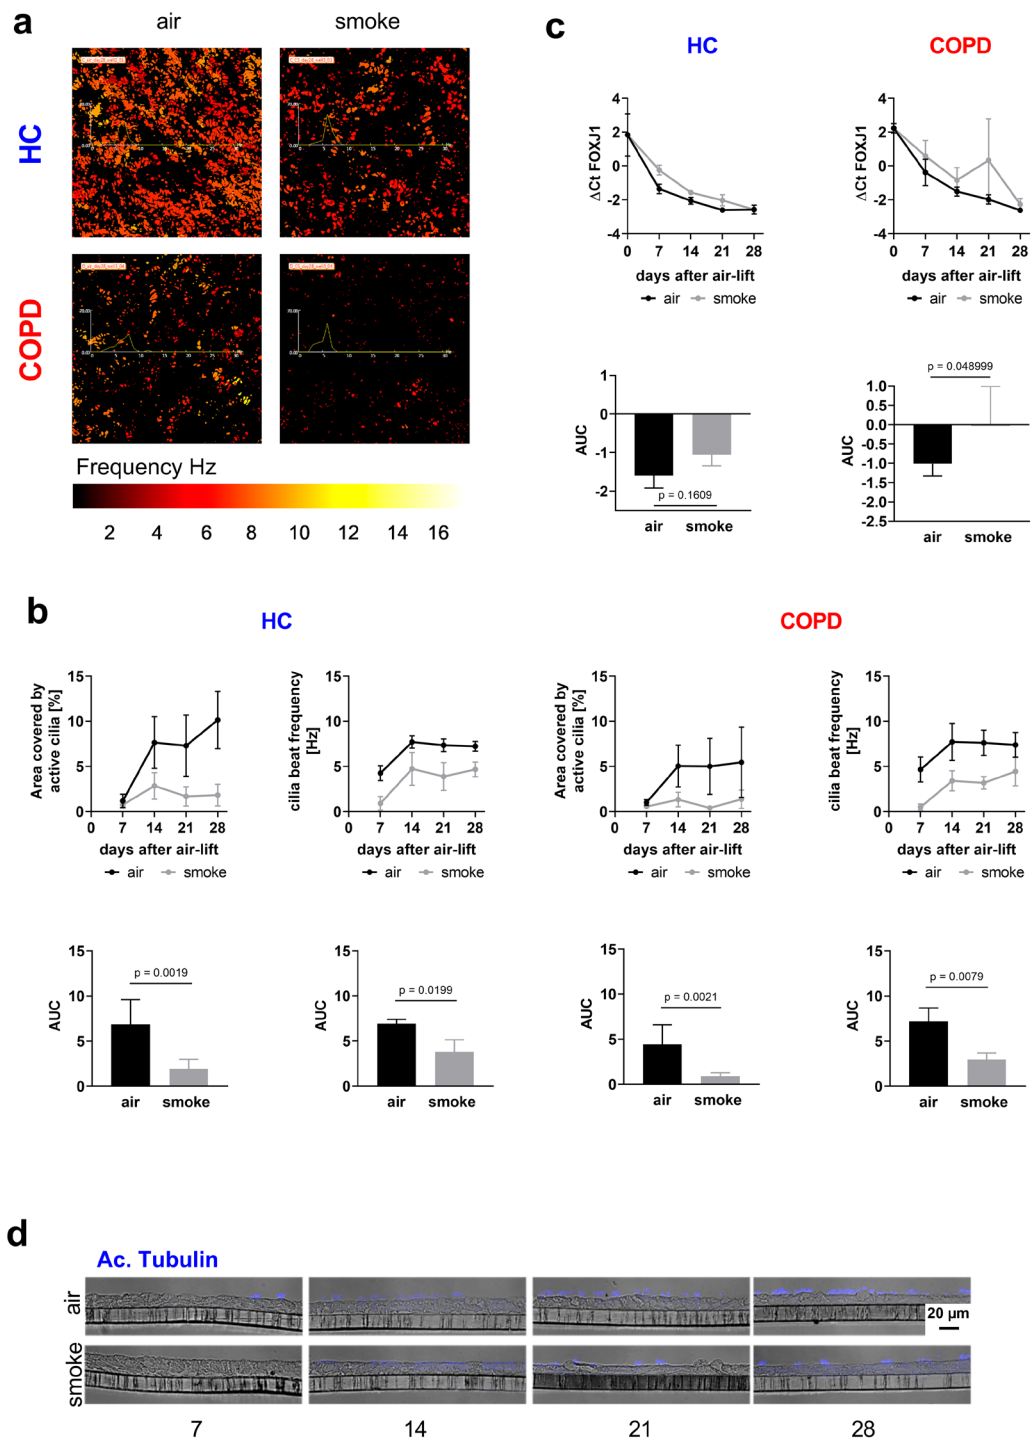 a
air
smoke
HC
COPD
Frequency Hz
2 4 6 8 10 12 14 16
c
HC
COPD
ΔCt FOXJ1
4
2
0
-2
-4
0 7 14 21 28
days after air-lift
air smoke
ΔCt FOXJ1
4
2
0
-2
-4
0 7 14 21 28
days after air-lift
air smoke
AUC
0
-1
-2
p = 0.1609
air smoke
AUC
p = 0.048999
1.0
0.5
0.0
-0.5
-1.0
-1.5
-2.0
-2.5
air smoke
b
HC
COPD
Area covered by
active cilia [%]
15
10
5
0
0 7 14 21 28
days after air-lift
air smoke
cilia beat frequency
[Hz]
15
10
5
0
0 7 14 21 28
days after air-lift
air smoke
Area covered by
active cilia [%]
15
10
5
0
0 7 14 21 28
days after air-lift
air smoke
cilia beat frequency
[Hz]
15
10
5
0
0 7 14 21 28
days after air-lift
air smoke
AUC
15
10
5
0
p = 0.0019
air smoke
AUC
15
10
5
0
p = 0.0199
air smoke
AUC
15
10
5
0
p = 0.0021
air smoke
AUC
15
10
5
0
p = 0.0079
air smoke
d
Ac. Tubulin
air
20 µm
smoke
7 14 21 28